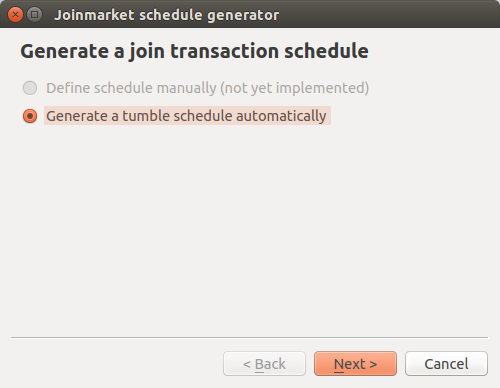 Joinmarket schedule generator
Generate a join transaction schedule
Define schedule manually (not yet implemented)
Generate a tumble schedule automatically
< Back Next > Cancel